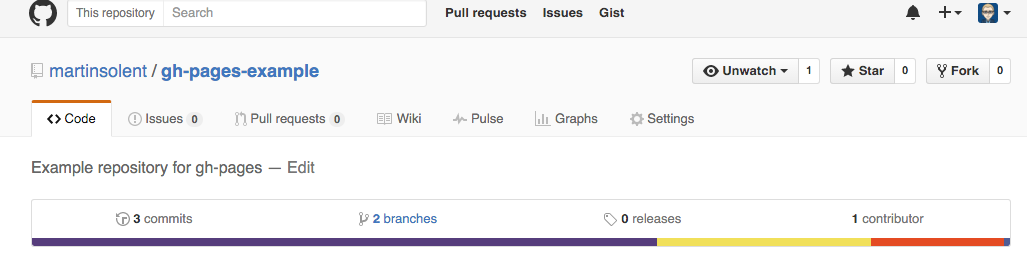 This repository Search Pull requests Issues Gist
martinsolent / gh-pages-example Unwatch 1 Star 0 Fork 0
Code Issues 0 Pull requests 0 Wiki Pulse Graphs Settings
Example repository for gh-pages — Edit
3 commits 2 branches 0 releases 1 contributor